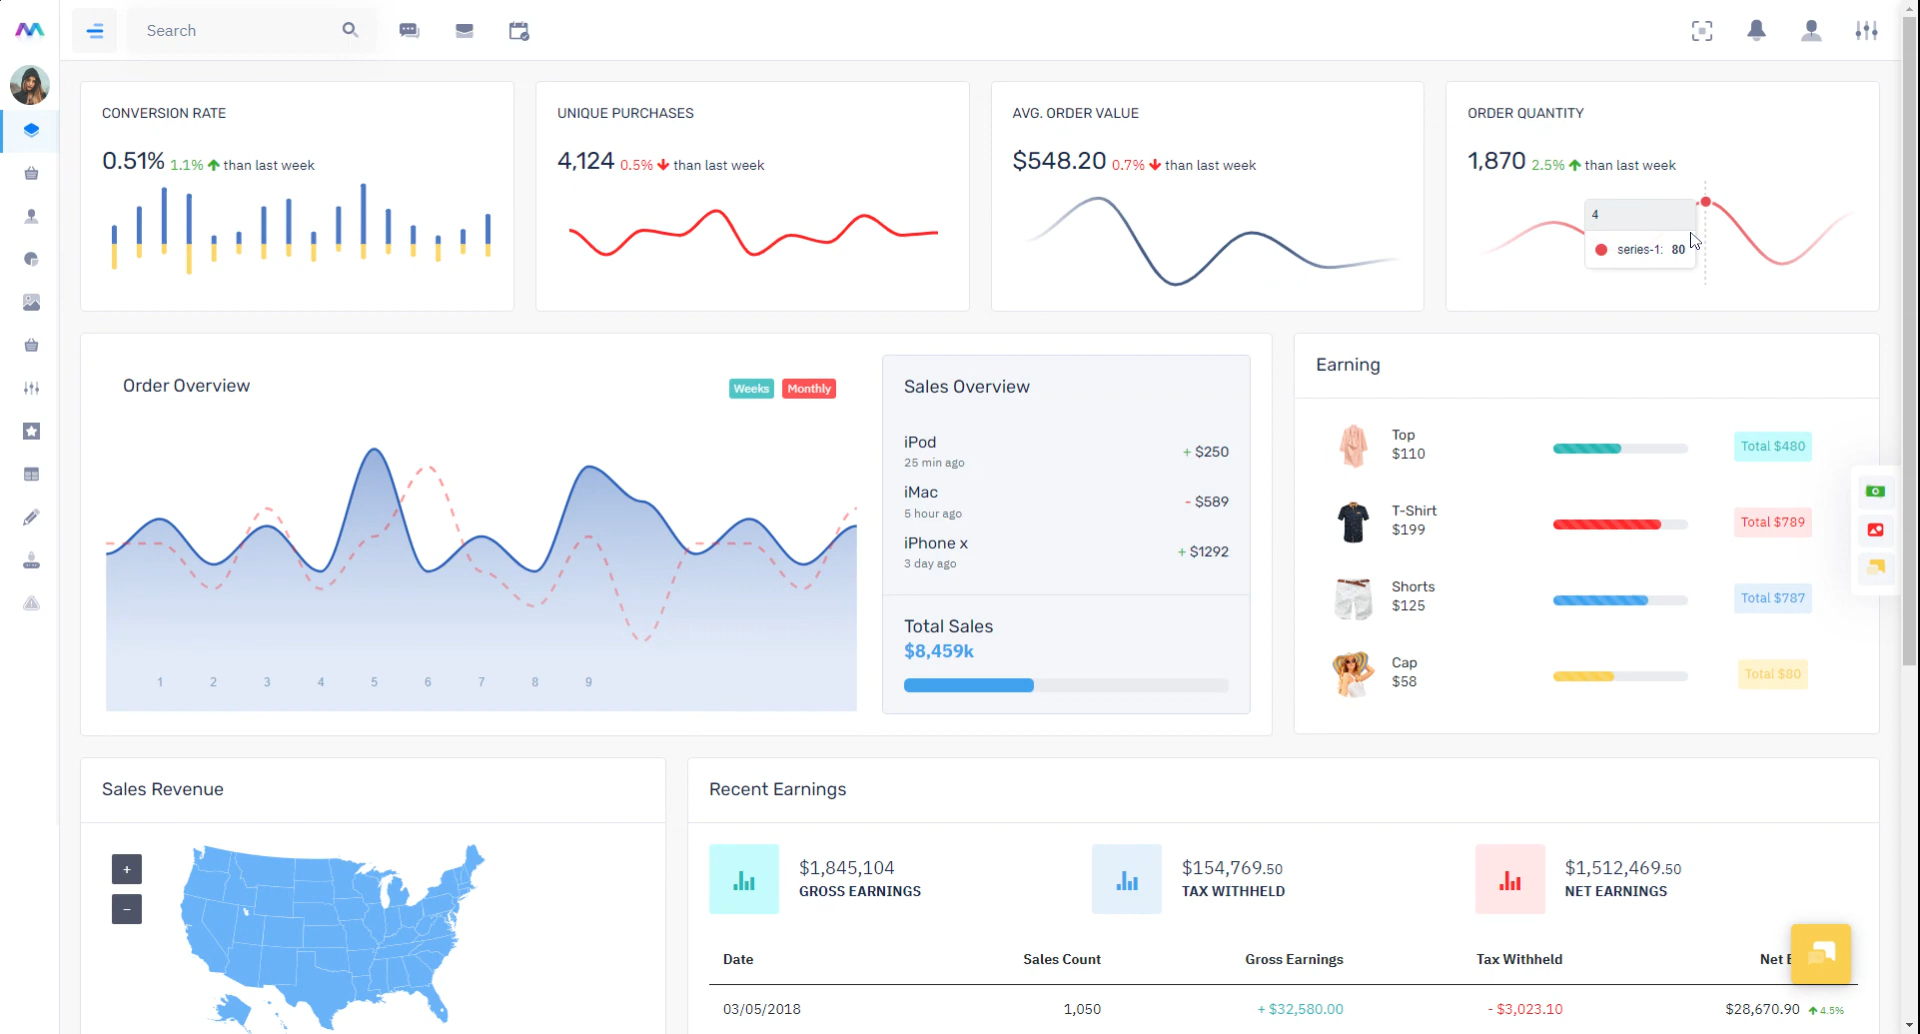 Search
CONVERSION RATE
0.51% 1.1% than last week
UNIQUE PURCHASES
4,124 0.5% than last week
AVG. ORDER VALUE
$548.20 0.7% than last week
ORDER QUANTITY
1,870 2.5% than last week
4
series-1: 80
Order Overview
Weeks Monthly
1 2 3 4 5 6 7 8 9
Sales Overview
iPod
25 min ago
+ $250
iMac
5 hour ago
- $589
iPhone x
3 day ago
+ $1292
Total Sales
$8,459k
Earning
Top
$110
Total $480
T-Shirt
$199
Total $789
Shorts
$125
Total $787
Cap
$58
Total $80
Sales Revenue
+
−
Recent Earnings
$1,845,104
GROSS EARNINGS
$154,769.50
TAX WITHHELD
$1,512,469.50
NET EARNINGS
Date Sales Count Gross Earnings Tax Withheld Net
03/05/2018 1,050 + $32,580.00 - $3,023.10 $28,670.90 4.5%